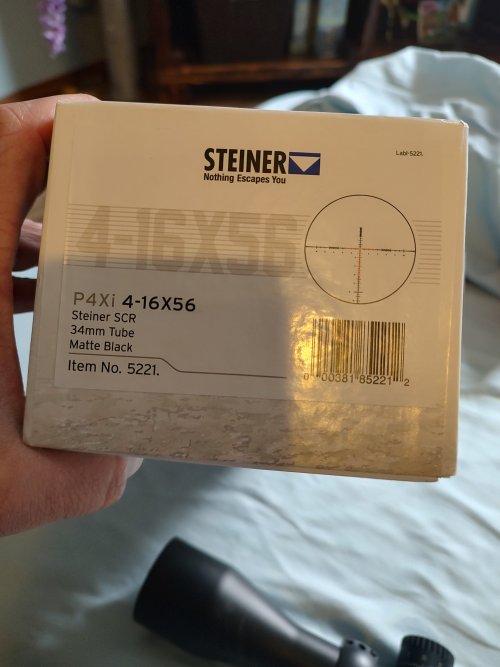 STEINER
Nothing Escapes You
Labl-5221.
4-16X56
P4Xi 4-16X56
Steiner SCR
34mm Tube
Matte Black
Item No. 5221.
0 00381 85221 2